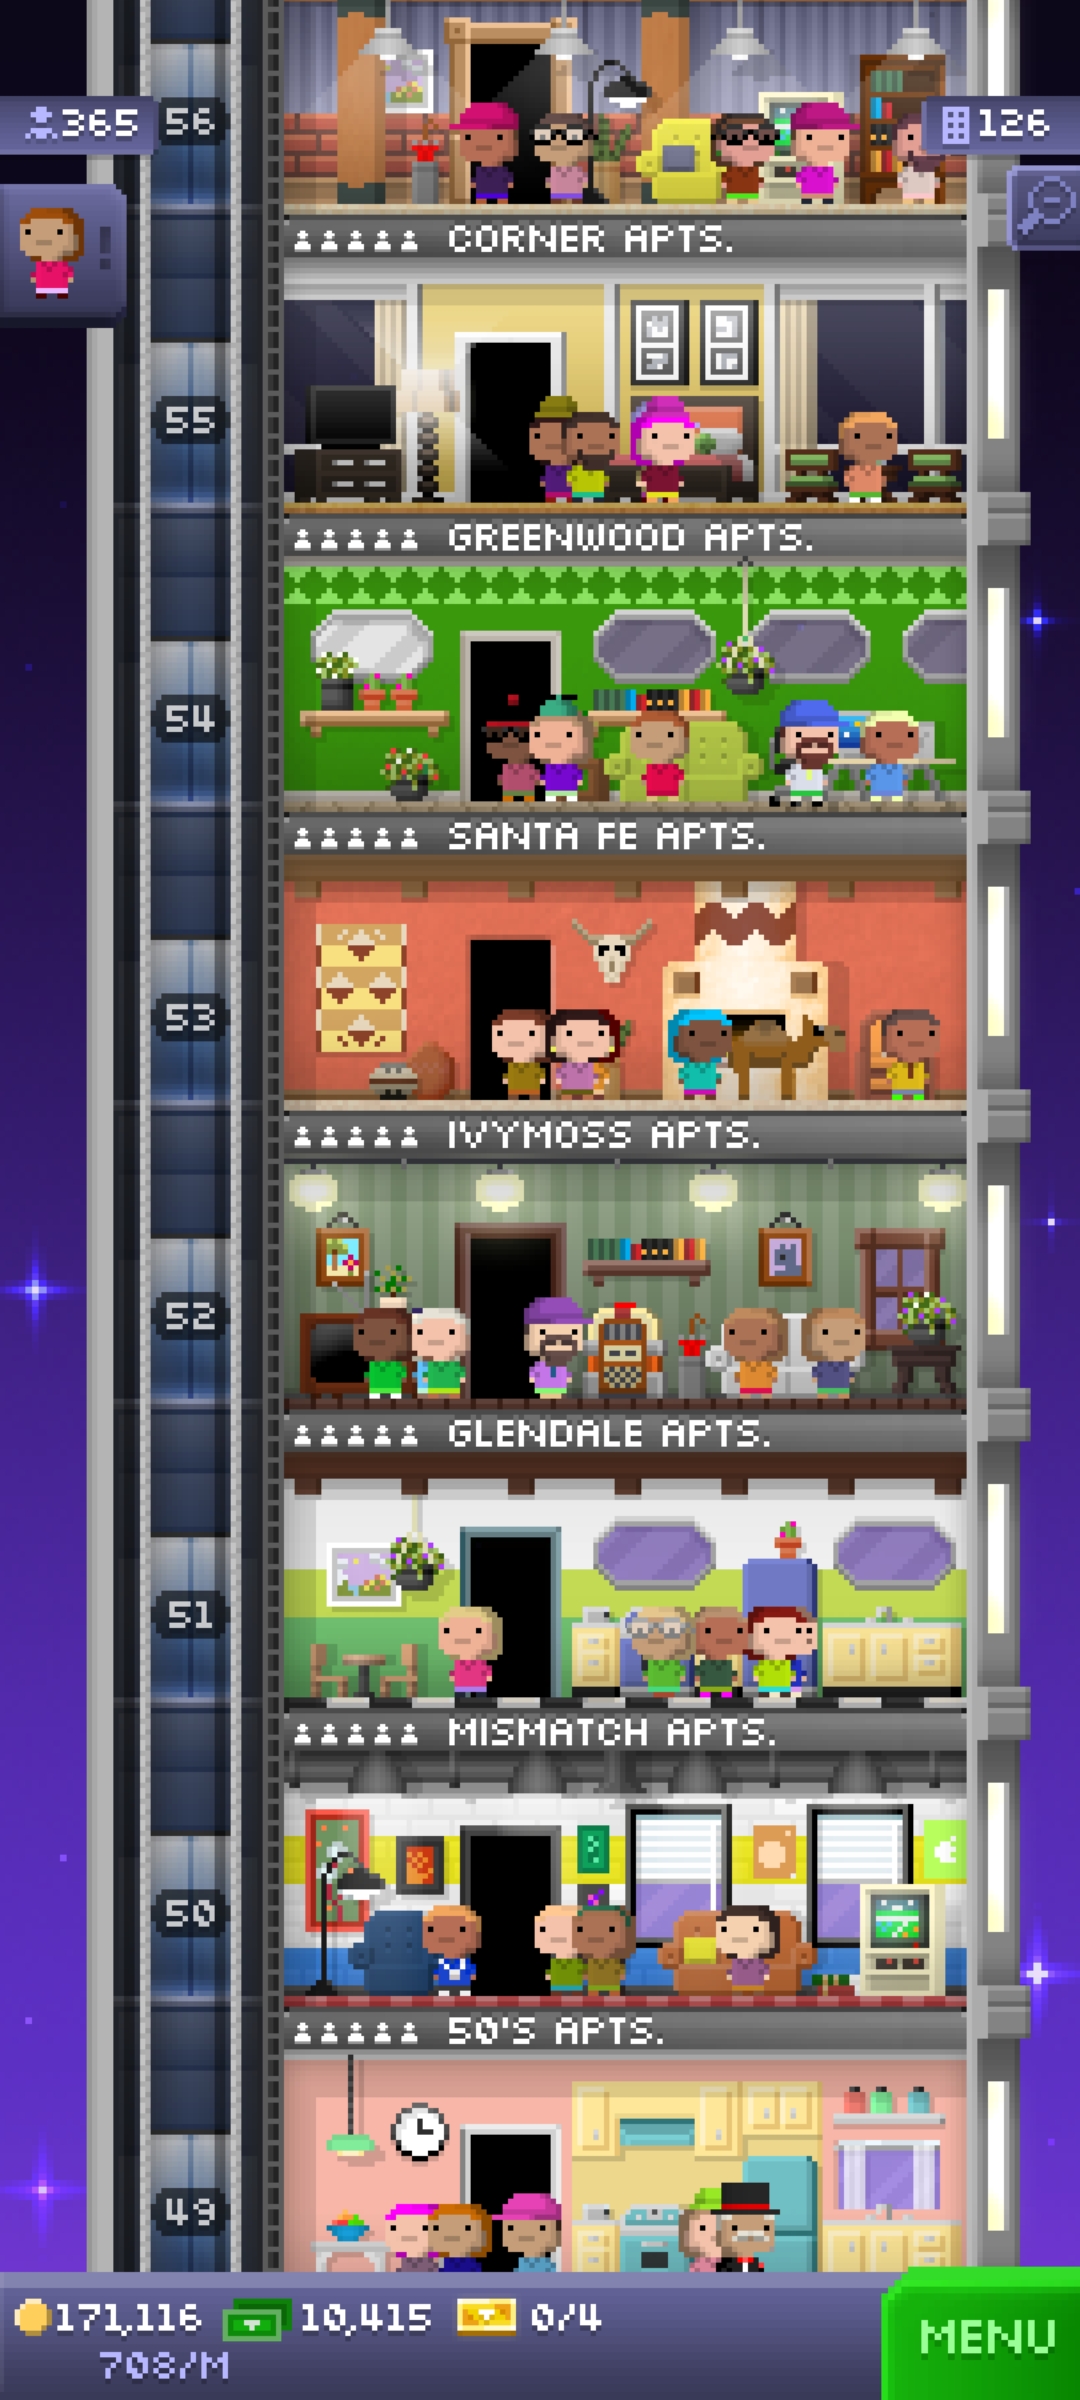 365
56
126
CORNER APTS.
55
GREENWOOD APTS.
54
SANTA FE APTS.
53
IVYMOSS APTS.
52
GLENDALE APTS.
51
MISMATCH APTS.
50
50'S APTS.
49
171,116 10,415 0/4
708/M
MENU